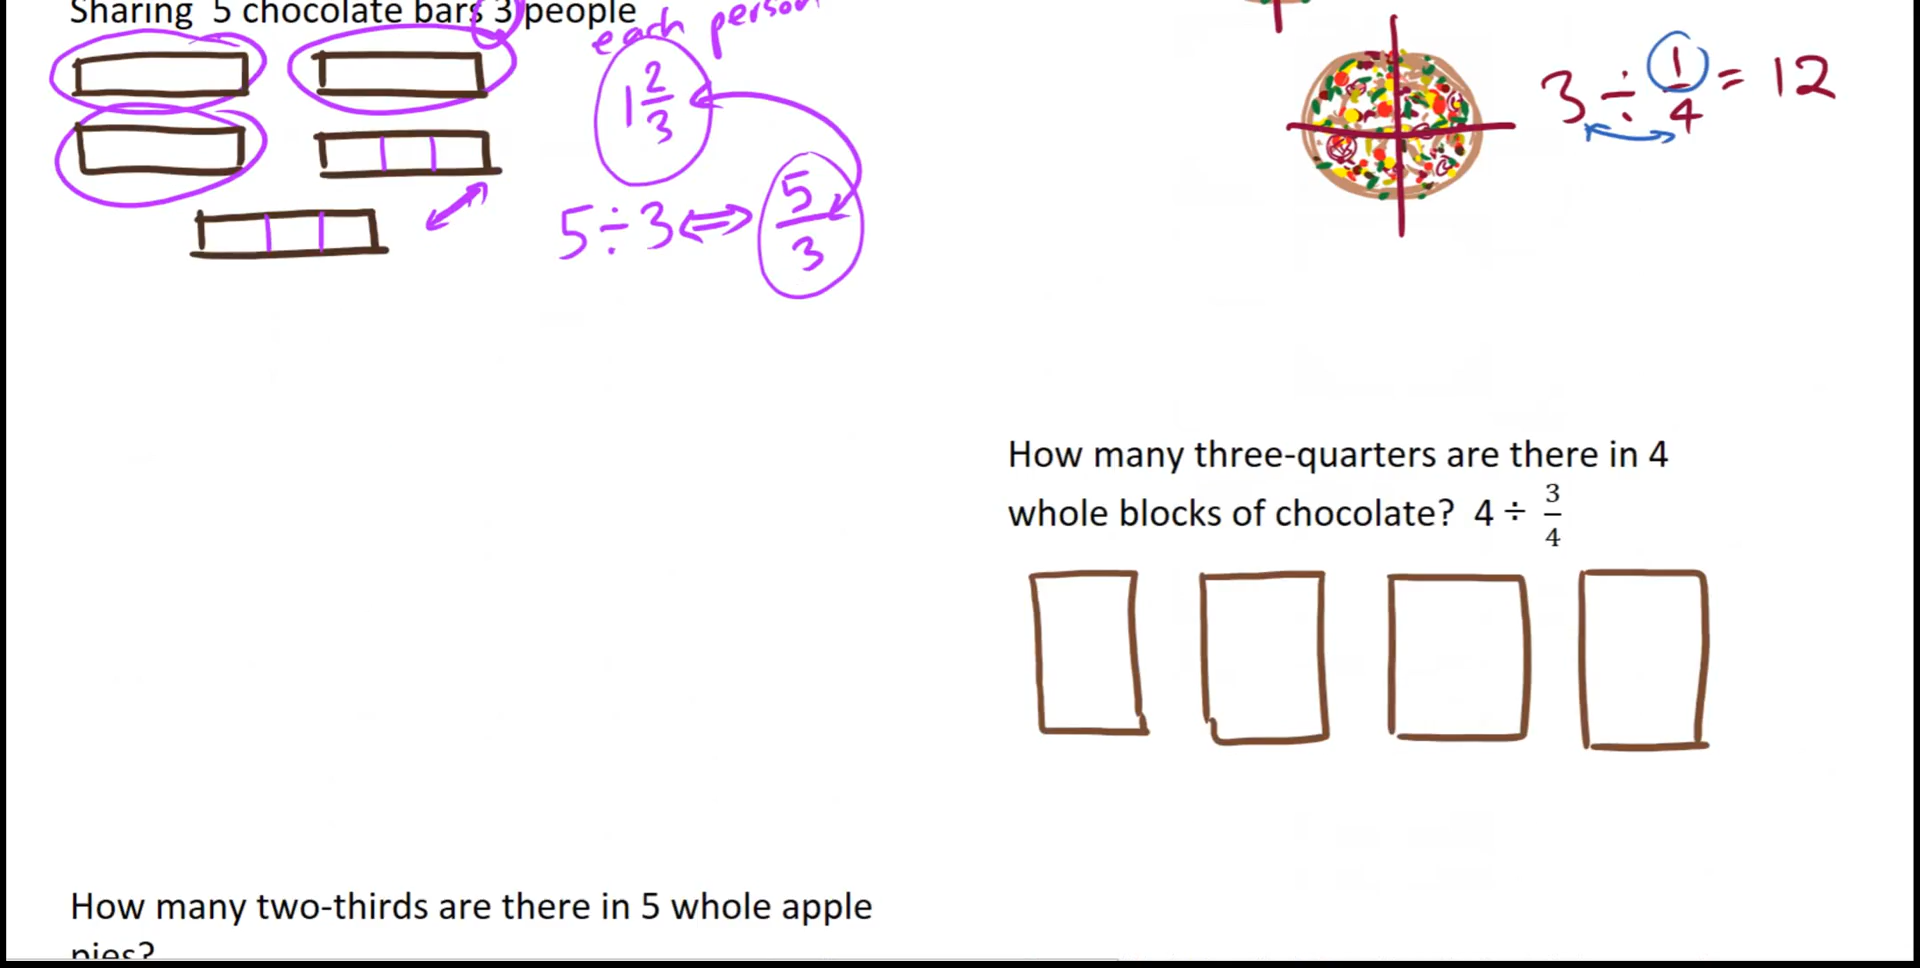 Sharing 5 chocolate bars 3 people
each person
1 2/3
5 ÷ 3 ⟺ 5/3
3 ÷ 1/4 = 12
How many three-quarters are there in 4
whole blocks of chocolate? 4 ÷ 3/4
How many two-thirds are there in 5 whole apple
pies?